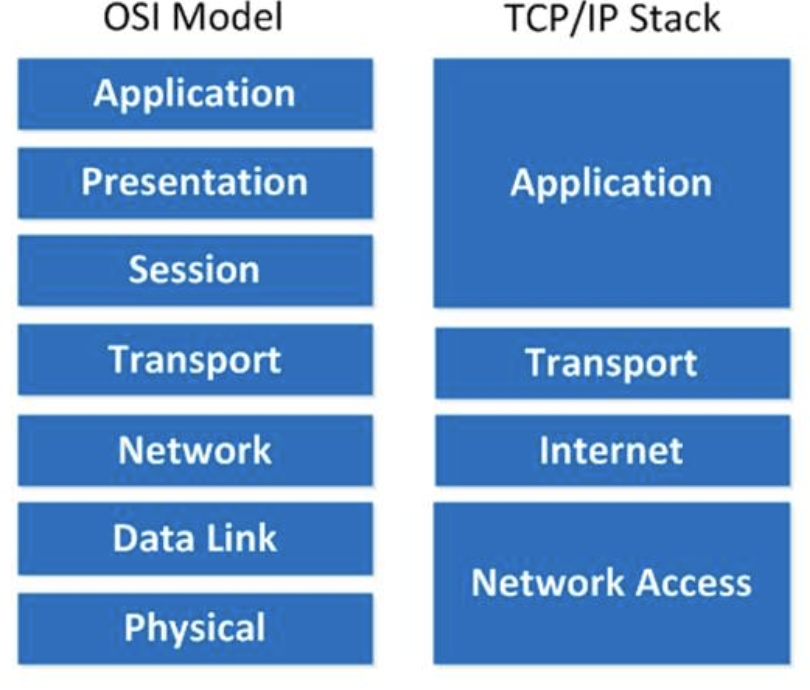 OSI Model
Application
Presentation
Session
Transport
Network
Data Link
Physical
TCP/IP Stack
Application
Transport
Internet
Network Access